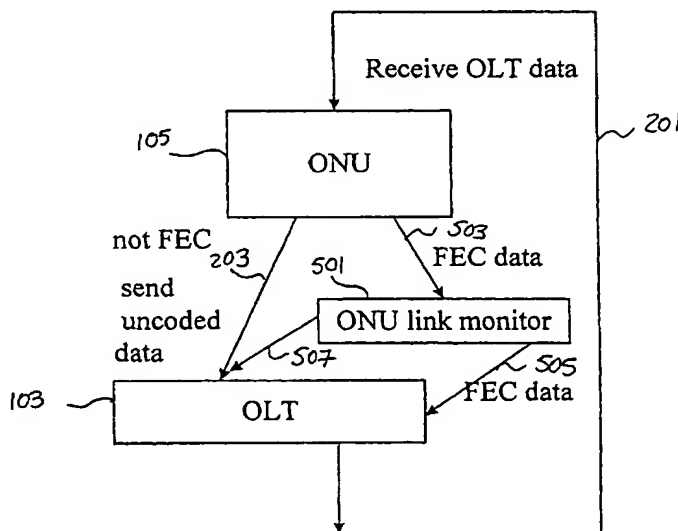 Receive OLT data
201
105
ONU
503
not FEC
203
FEC data
501
send
uncoded
data
ONU link monitor
507
505
FEC data
103
OLT